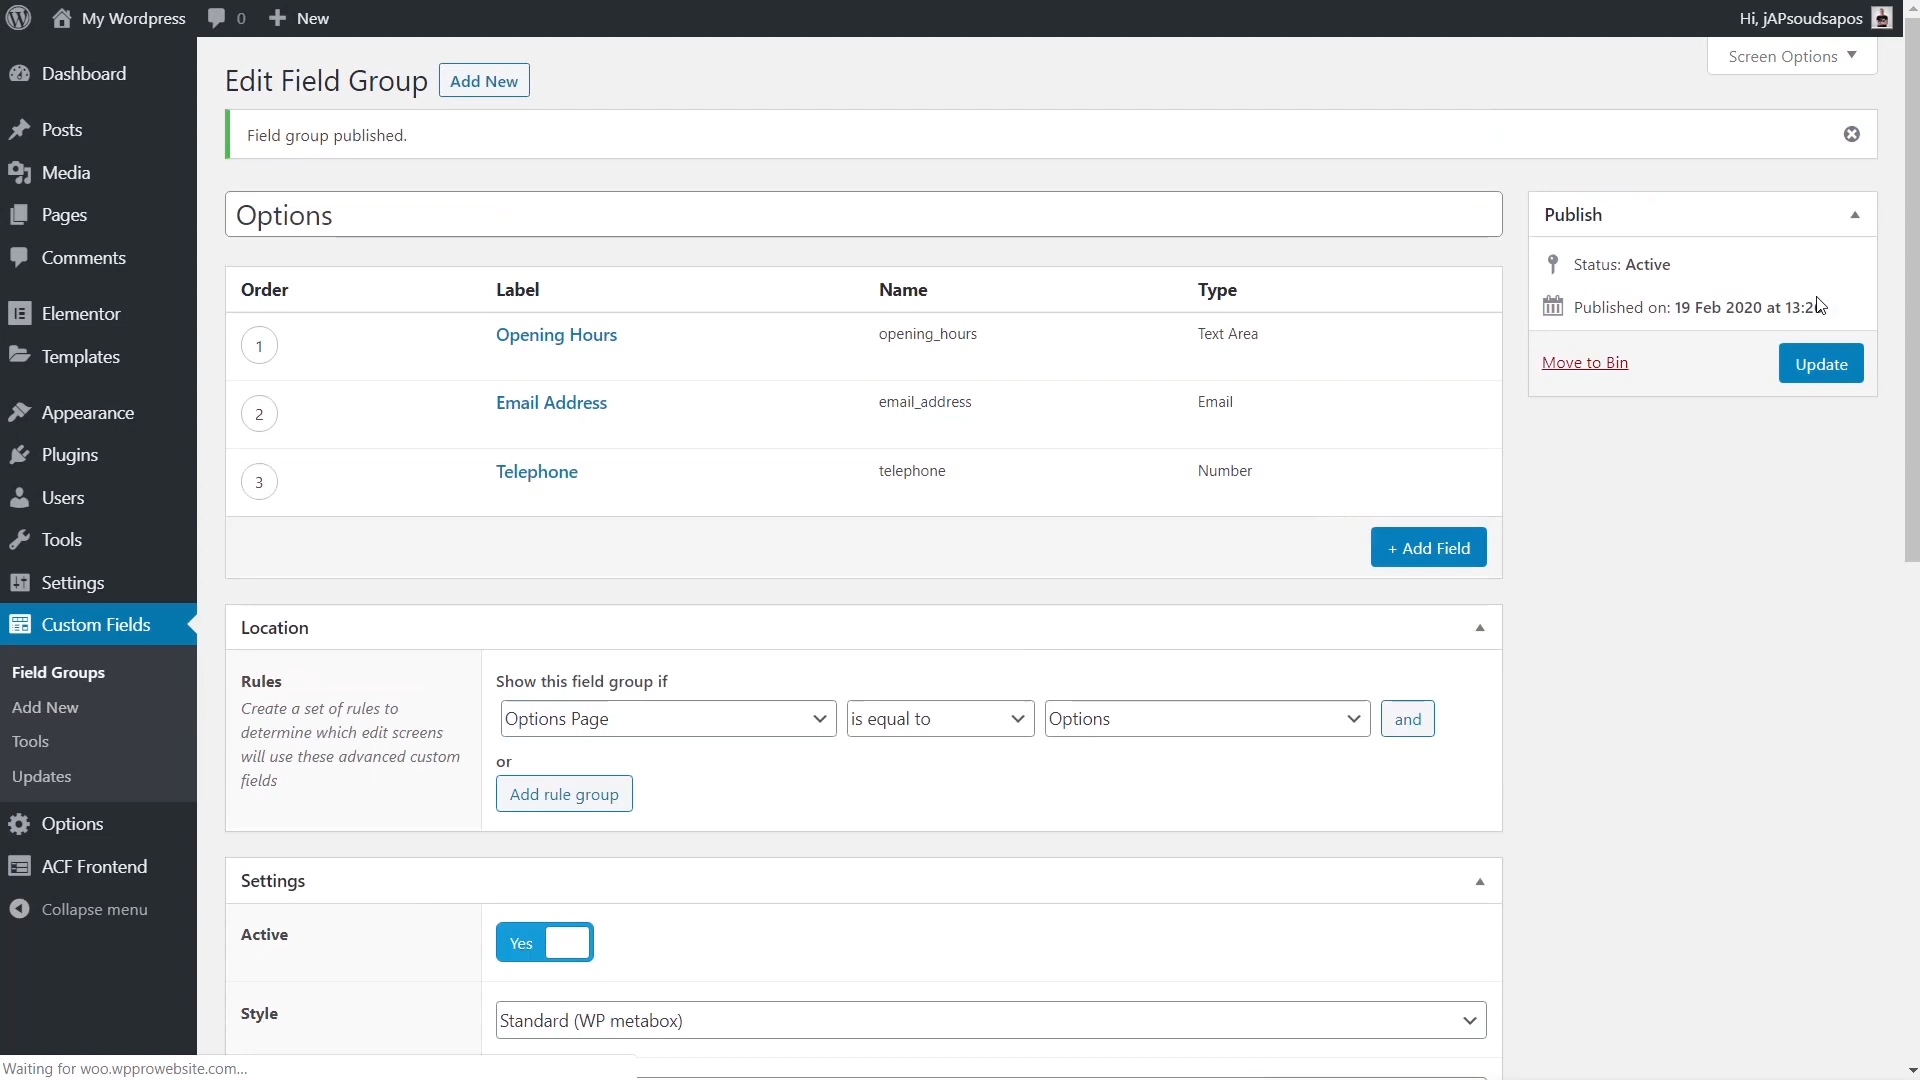 My Wordpress
0
New
Hi, jAPsoudsapos
Dashboard
Posts
Media
Pages
Comments
Elementor
Templates
Appearance
Plugins
Users
Tools
Settings
Custom Fields
Field Groups
Add New
Tools
Updates
Options
ACF Frontend
Collapse menu
Screen Options
Edit Field Group
Add New
Field group published.
Options
Order Label Name Type
1 Opening Hours opening_hours Text Area
2 Email Address email_address Email
3 Telephone telephone Number
+ Add Field
Publish
Status: Active
Published on: 19 Feb 2020 at
Move to Bin
Update
Location
Rules
Create a set of rules to
determine which edit screens
will use these advanced custom
fields
Show this field group if
Options Page is equal to Options and
or
Add rule group
Settings
Active
Yes
Style
Standard (WP metabox)
Waiting for woo.wpprowebsite.com...